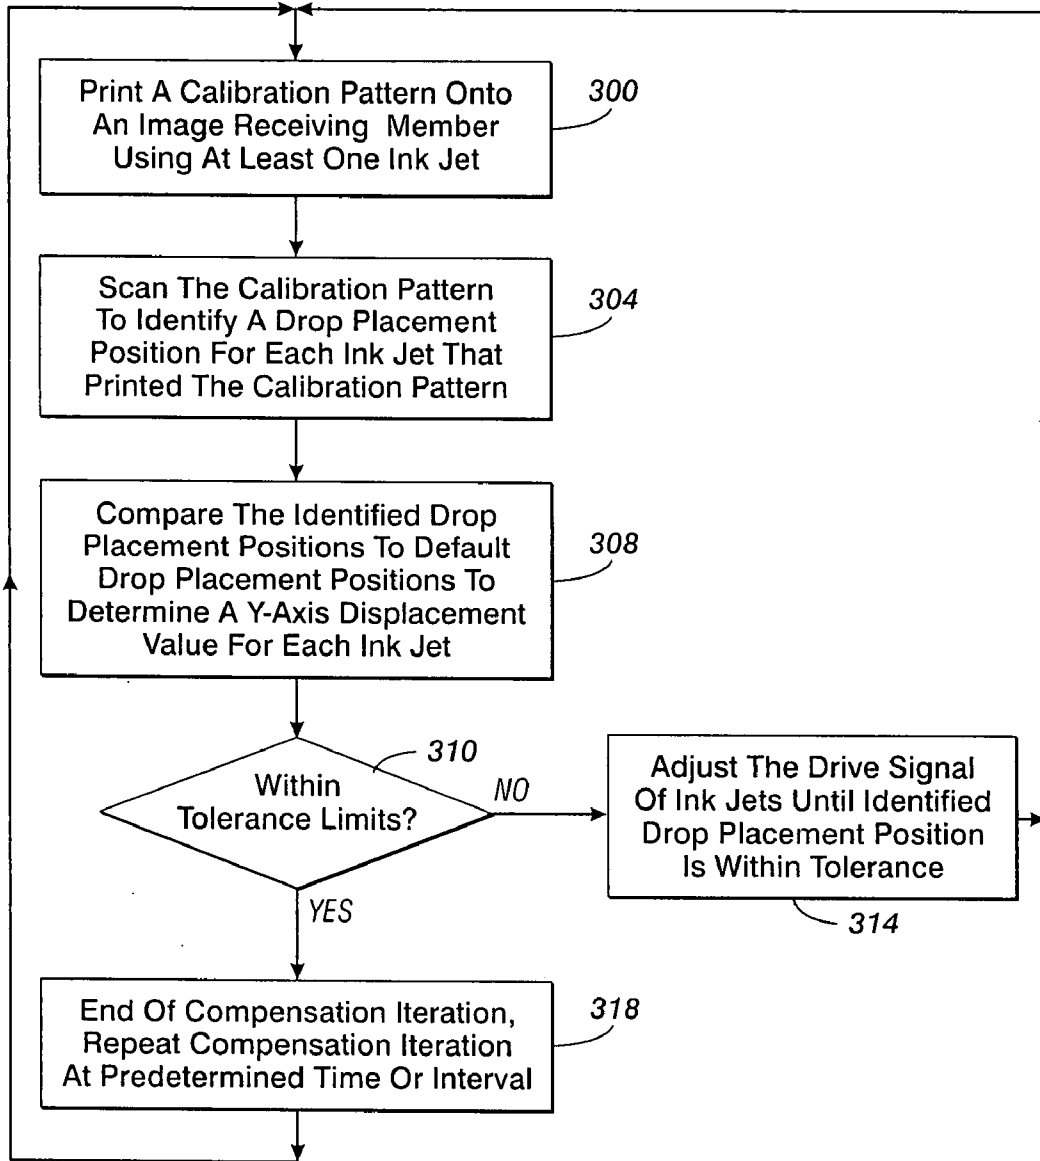 Print A Calibration Pattern Onto
An Image Receiving Member
Using At Least One Ink Jet
300
Scan The Calibration Pattern
To Identify A Drop Placement
Position For Each Ink Jet That
Printed The Calibration Pattern
304
Compare The Identified Drop
Placement Positions To Default
Drop Placement Positions To
Determine A Y-Axis Displacement
Value For Each Ink Jet
308
310
Within
Tolerance Limits?
NO
Adjust The Drive Signal
Of Ink Jets Until Identified
Drop Placement Position
Is Within Tolerance
314
YES
End Of Compensation Iteration,
Repeat Compensation Iteration
At Predetermined Time Or Interval
318